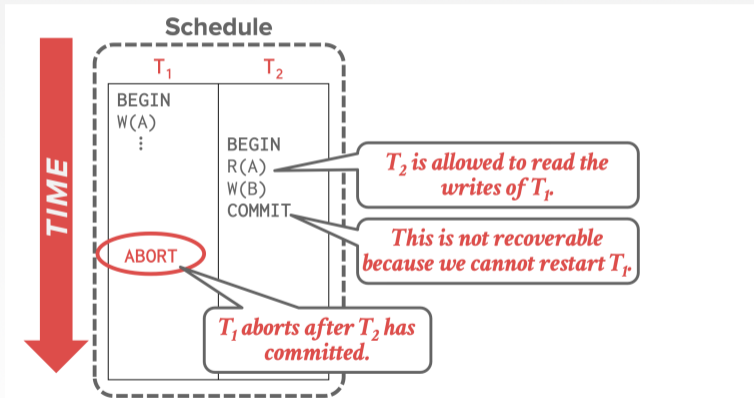 Schedule
TIME
T1
T2
BEGIN
W(A)
⋮
BEGIN
R(A)
W(B)
COMMIT
ABORT
T2 is allowed to read the
writes of T1.
This is not recoverable
because we cannot restart T1.
T1 aborts after T2 has
committed.